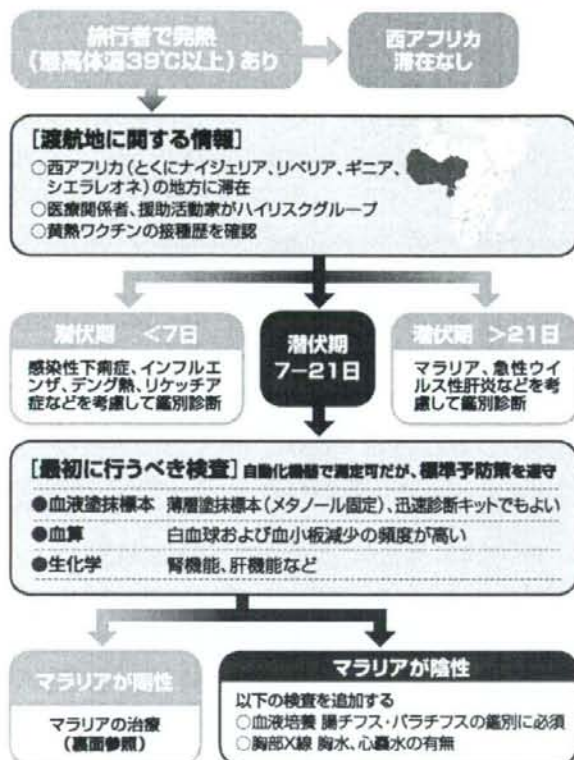 旅行者で発熱
(最高体温39℃以上)あり
西アフリカ
滞在なし
[渡航地に関する情報]
○西アフリカ(とくにナイジェリア、リベリア、ギニア、
シエラレオネ)の地方に滞在
○医療関係者、援助活動家がハイリスクグループ
○黄熱ワクチンの接種歴を確認
潜伏期 <7日
感染性下痢症、インフルエ
ンザ、デング熱、リケッチア
症などを考慮して鑑別診断
潜伏期
7–21日
潜伏期 >21日
マラリア、急性ウイ
ルス性肝炎などを考
慮して鑑別診断
[最初に行うべき検査] 自動化機器で測定可だが、標準予防策を遵守
●血液塗抹標本 薄層塗抹標本(メタノール固定)、迅速診断キットでもよい
●血算 白血球および血小板減少の頻度が高い
●生化学 腎機能、肝機能など
マラリアが陽性
マラリアの治療
(裏面参照)
マラリアが陰性
以下の検査を追加する
○血液培養 腸チフス・パラチフスの鑑別に必須
○胸部X線 胸水、心嚢水の有無